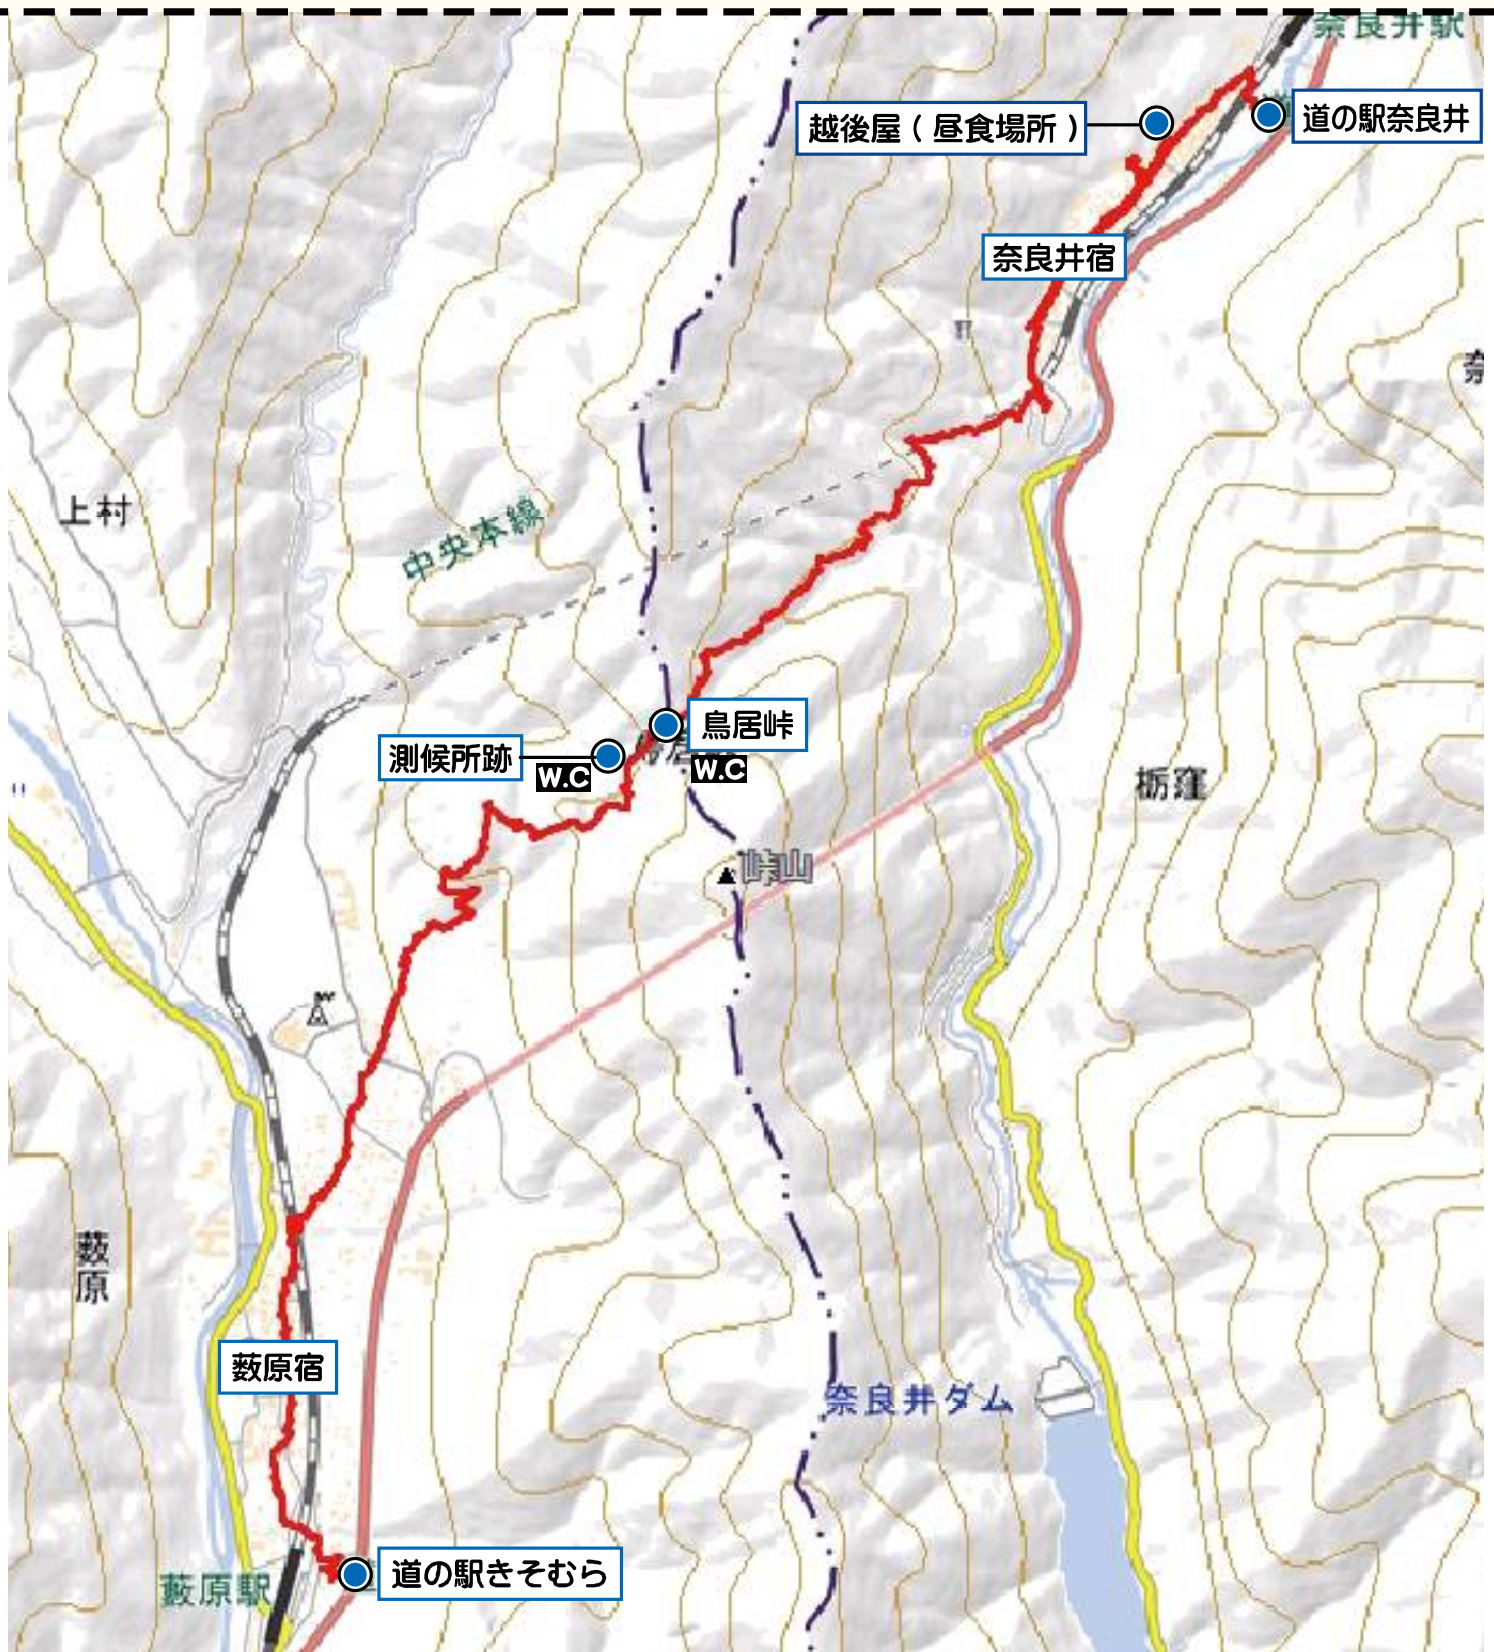 奈良井駅
越後屋（昼食場所）
道の駅奈良井
奈良井宿
上村
中央本線
鳥居峠
測候所跡
W.C
W.C
栃窪
峠山
薮原
薮原宿
奈良井ダム
道の駅きそむら
薮原駅